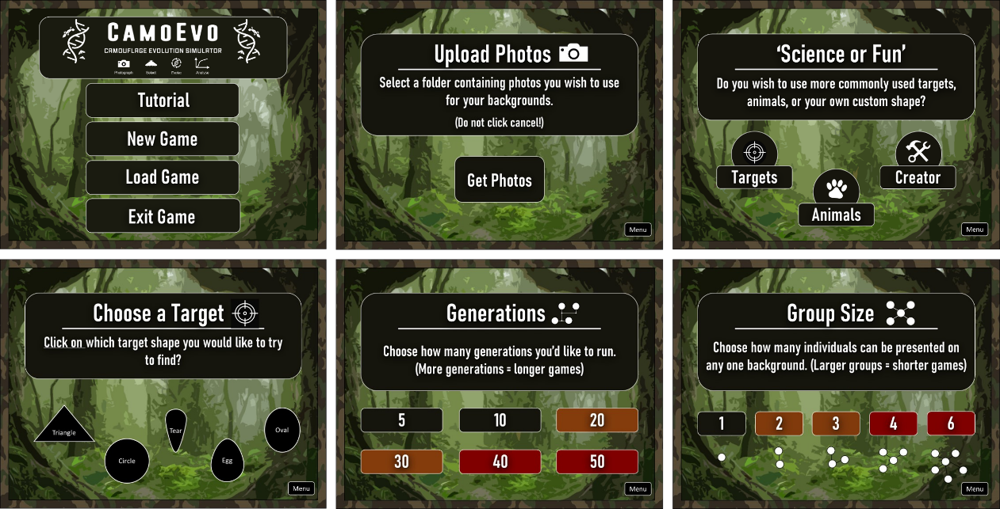 CAMOEVO
CAMOUFLAGE EVOLUTION SIMULATOR
Photograph Select Evolve Analyse
Tutorial
New Game
Load Game
Exit Game
Upload Photos
Select a folder containing photos you wish to use
for your backgrounds.
(Do not click cancel!)
Get Photos
Menu
‘Science or Fun’
Do you wish to use more commonly used targets,
animals, or your own custom shape?
Targets
Animals
Creator
Menu
Choose a Target
Click on which target shape you would like to try
to find?
Triangle
Circle
Tear
Egg
Oval
Menu
Generations
Choose how many generations you'd like to run.
(More generations = longer games)
5 10 20
30 40 50
Menu
Group Size
Choose how many individuals can be presented on
any one background. (Larger groups = shorter games)
1 2 3 4 6
Menu